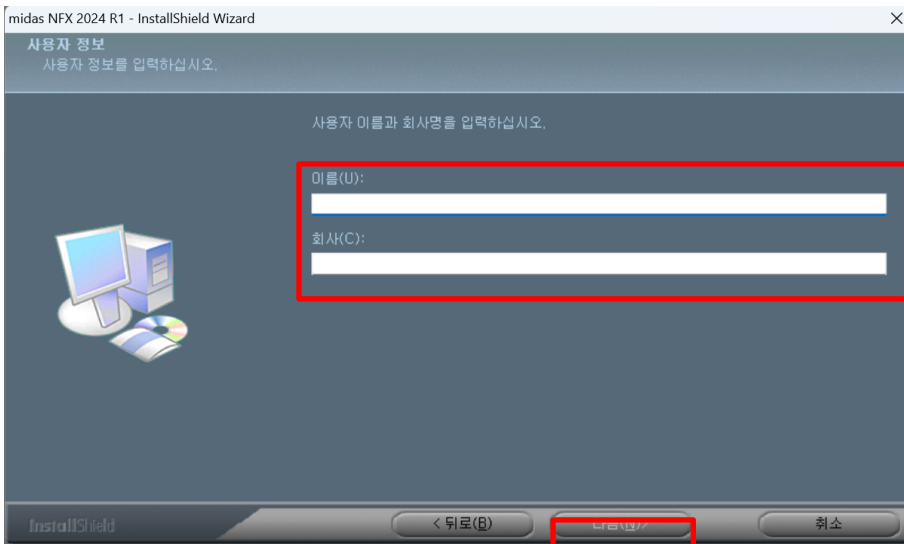 midas NFX 2024 R1 - InstallShield Wizard
사용자 정보
사용자 정보를 입력하십시오.
사용자 이름과 회사명을 입력하십시오.
이름(U):
회사(C):
InstallShield
< 뒤로(B)
다음(N)>
취소